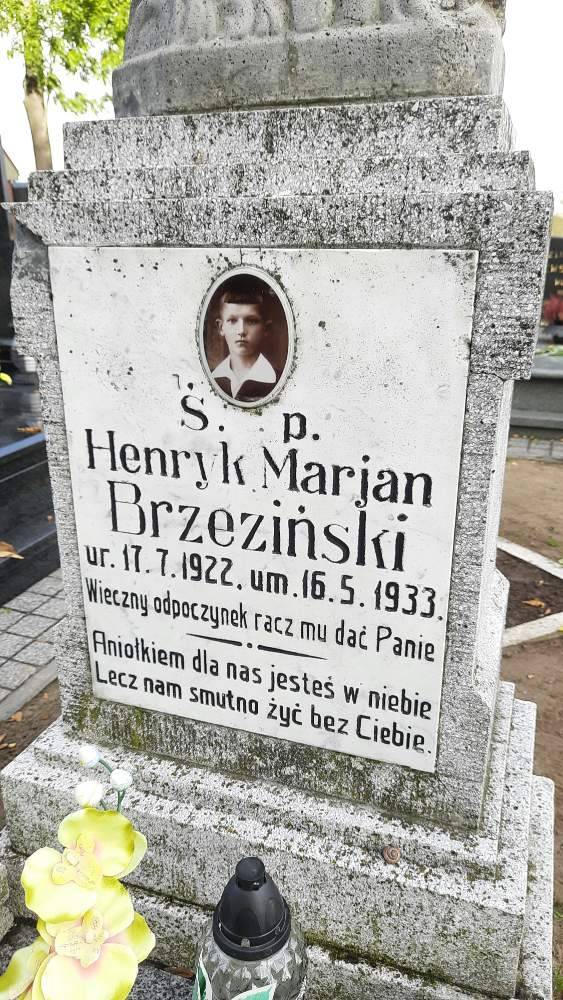 Ś. p.
Henryk Marjan
Brzeziński
ur. 17.7.1922. um. 16.5.1933.
Wieczny odpoczynek racz mu dać Panie
Aniołkiem dla nas jesteś w niebie
Lecz nam smutno żyć bez Ciebie.